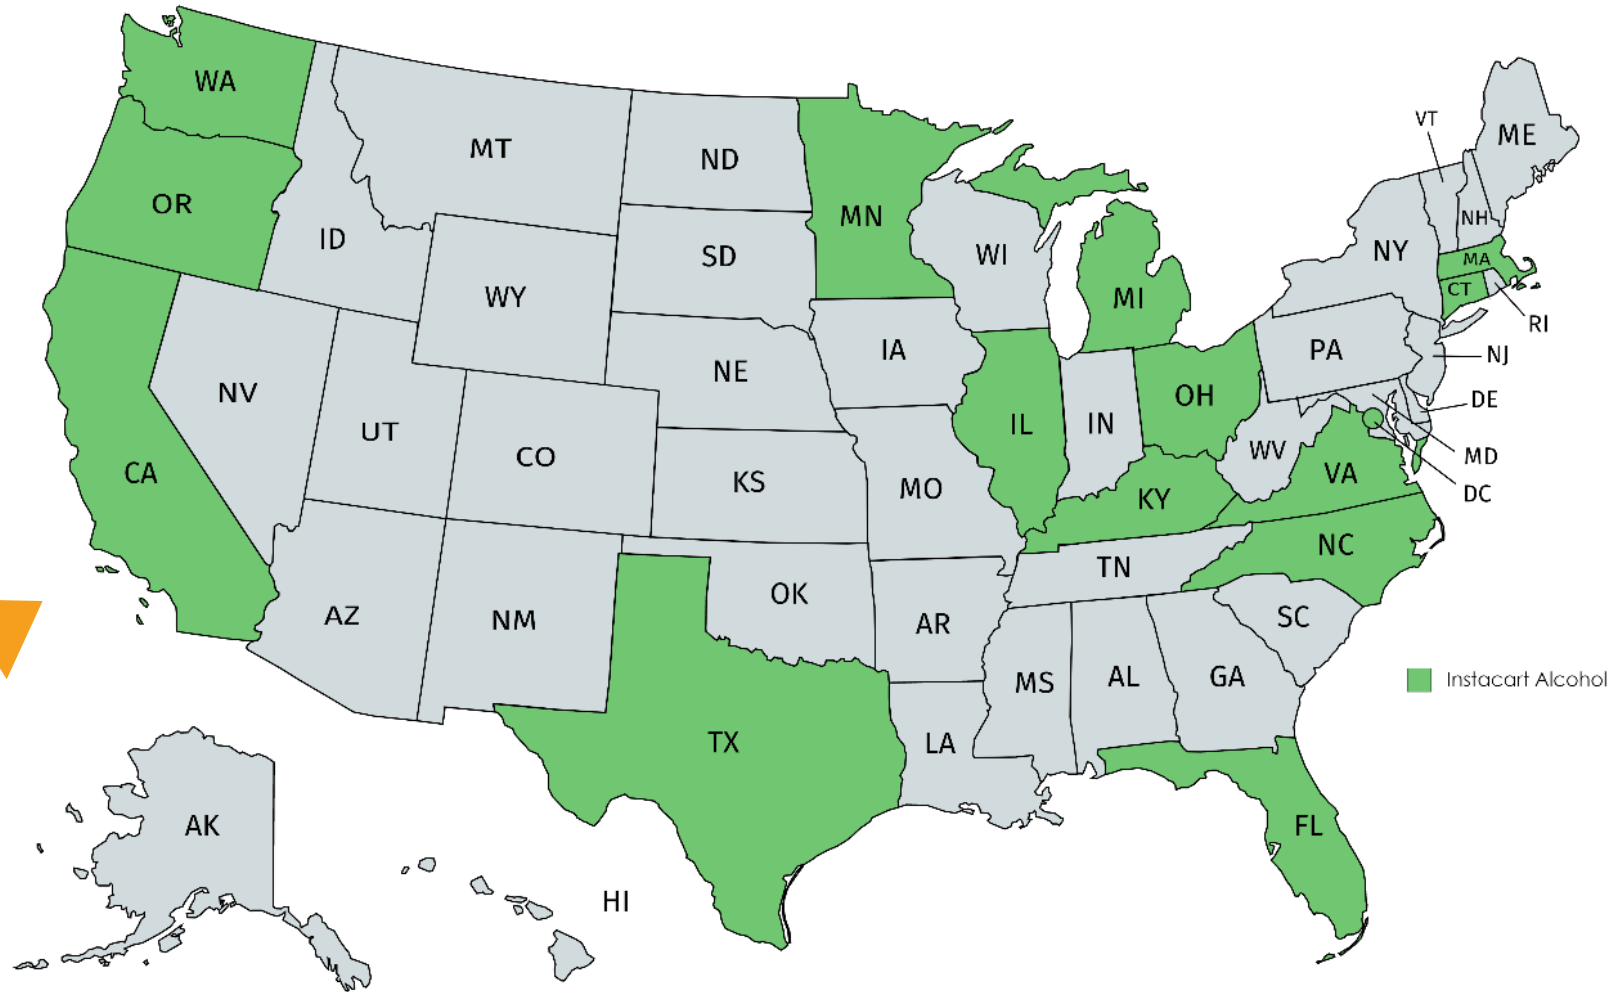 WA
MT
ND
VT
ME
OR
MN
NH
ID
SD
WI
NY
MA
WY
MI
CT
RI
IA
PA
NJ
NE
NV
OH
DE
UT
IL
IN
CO
WV
MD
CA
KS
MO
VA
DC
KY
NC
TN
OK
AZ
NM
AR
SC
MS
AL
GA
Instacart Alcohol
TX
LA
AK
FL
HI